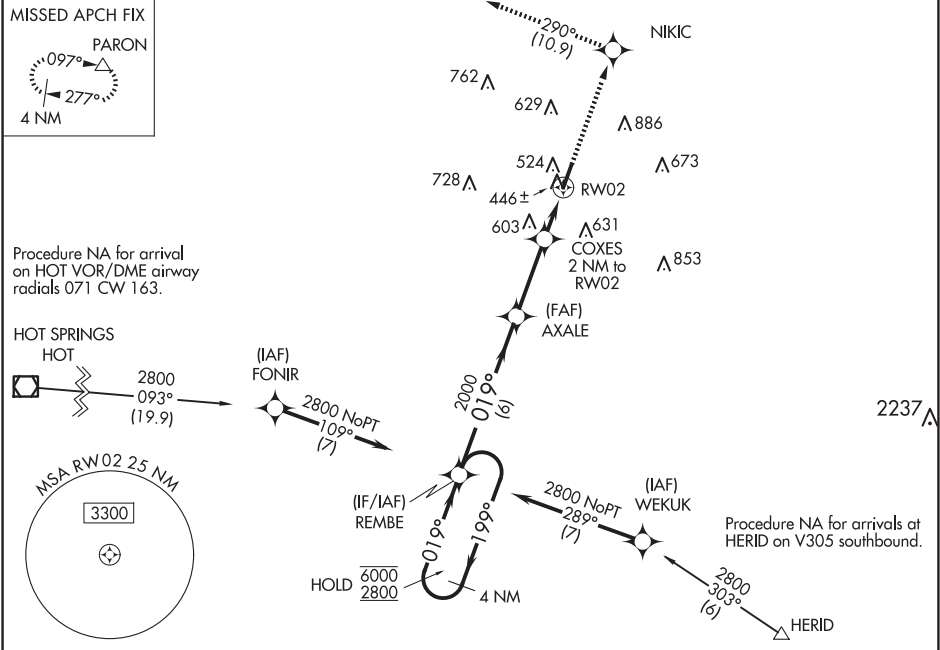 MISSED APCH FIX
PARON
097°
277°
4 NM
290°
(10.9)
NIKIC
762
629
886
524
673
728
446±
RW02
603
631
COXES
2 NM to
RW02
853
Procedure NA for arrival
on HOT VOR/DME airway
radials 071 CW 163.
(FAF)
AXALE
HOT SPRINGS
HOT
2800
093°
(19.9)
(IAF)
FONIR
2800 NoPT
109°
(7)
2000
019°
(6)
2237
MSA RW02 25 NM
3300
(IF/IAF)
REMBE
019°
199°
HOLD
6000
2800
4 NM
2800 NoPT
289°
(7)
(IAF)
WEKUK
Procedure NA for arrivals at
HERID on V305 southbound.
2800
303°
(6)
HERID